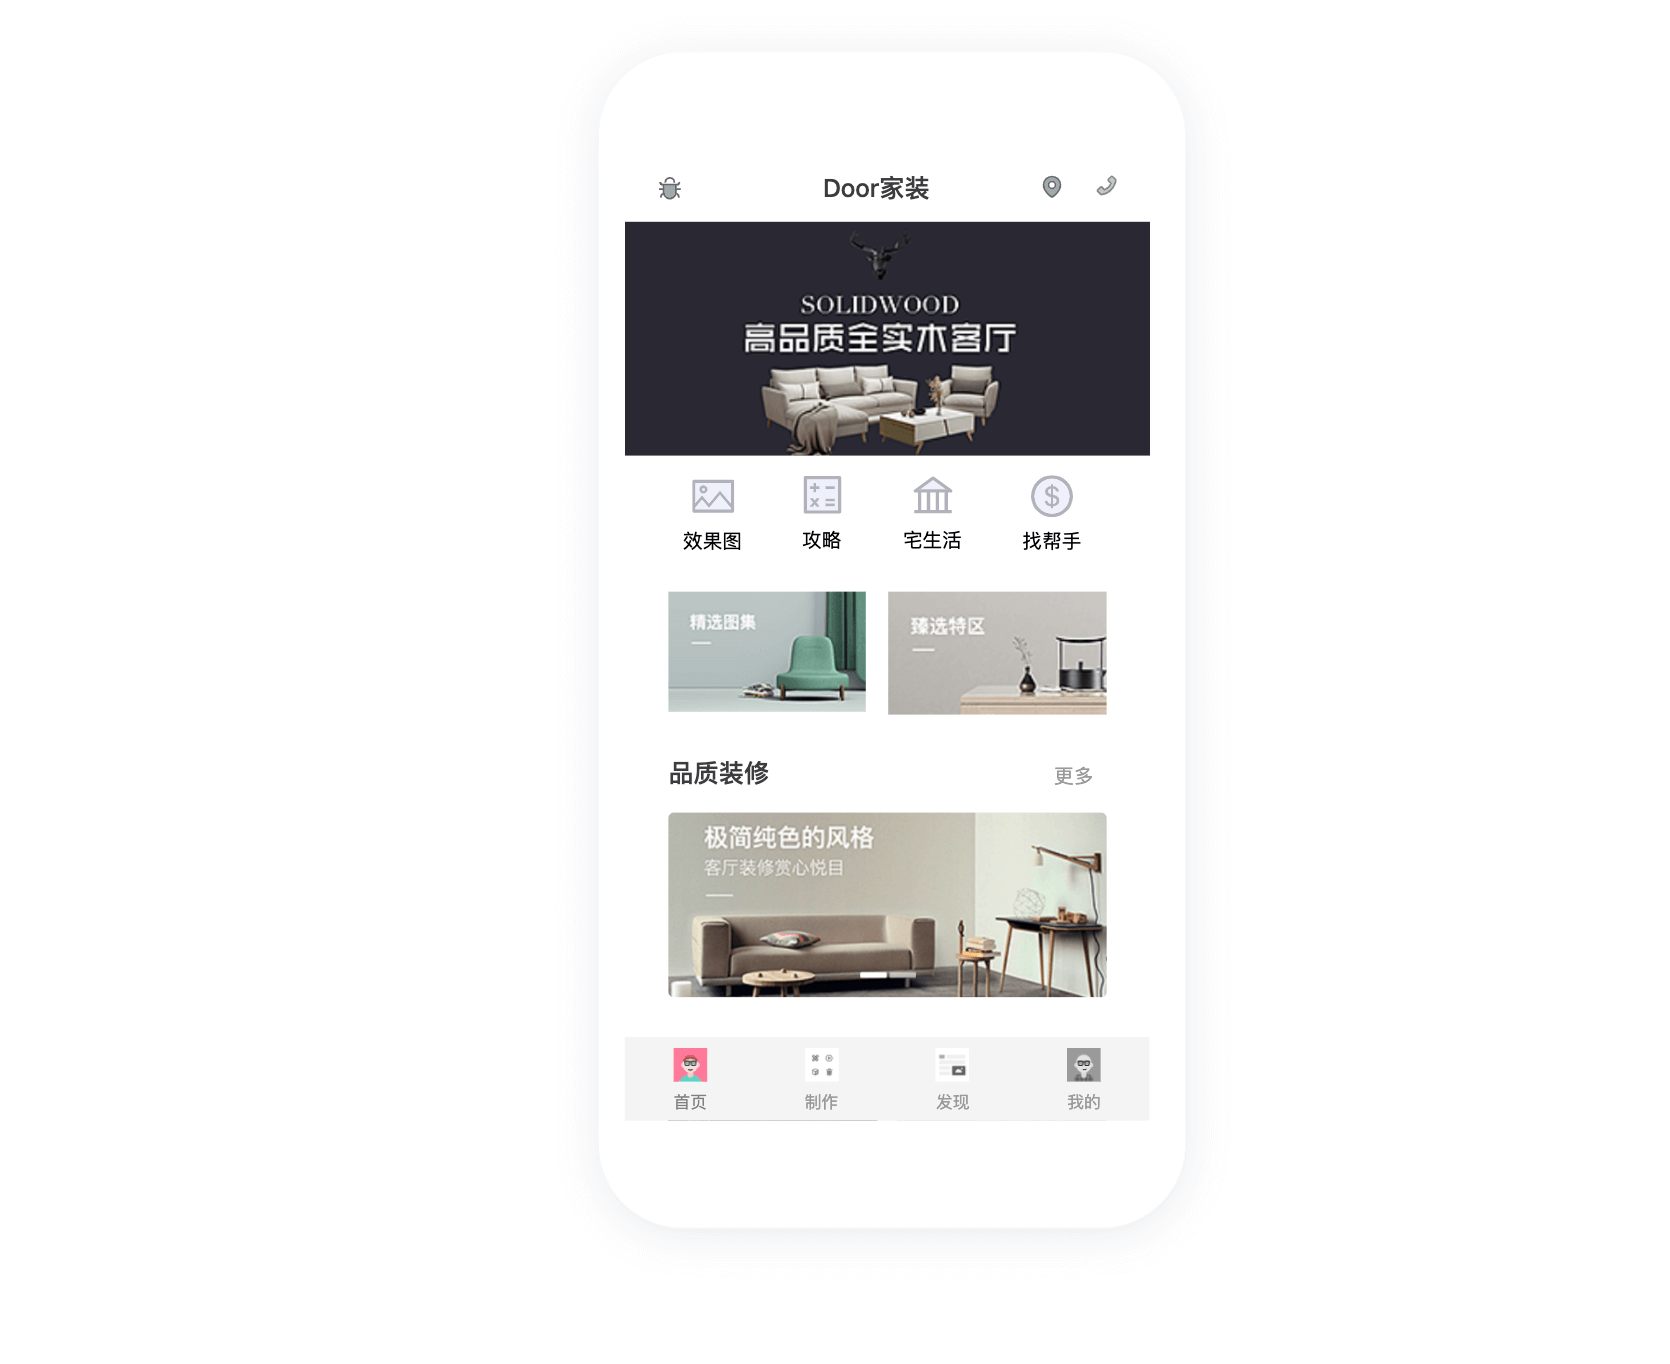 Door家装
SOLIDWOOD
高品质全实木客厅
效果图
攻略
宅生活
找帮手
精选图集
臻选特区
品质装修
更多
极简纯色的风格
客厅装修赏心悦目
首页
制作
发现
我的